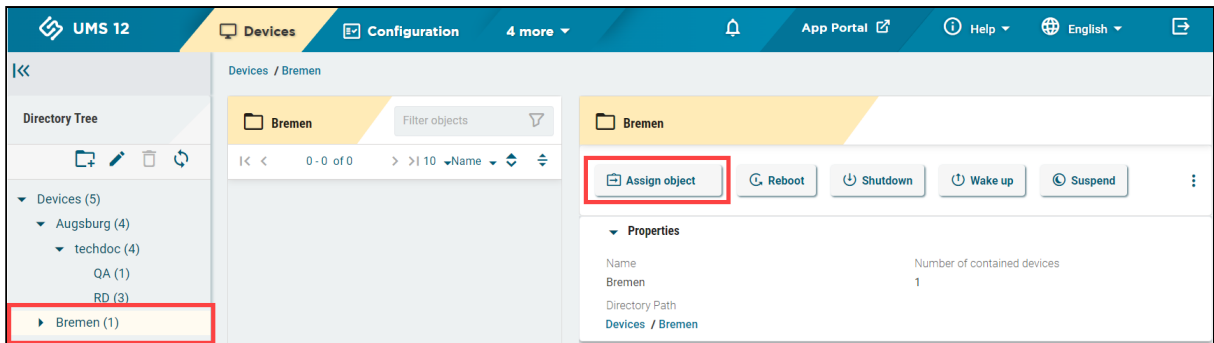 UMS 12
Devices
Configuration
4 more
App Portal
Help
English
Devices / Bremen
Directory Tree
Devices (5)
Augsburg (4)
techdoc (4)
QA (1)
RD (3)
Bremen (1)
Bremen
Filter objects
0 - 0 of 0
10
Name
Bremen
Assign object
Reboot
Shutdown
Wake up
Suspend
Properties
Name
Number of contained devices
Bremen
1
Directory Path
Devices / Bremen